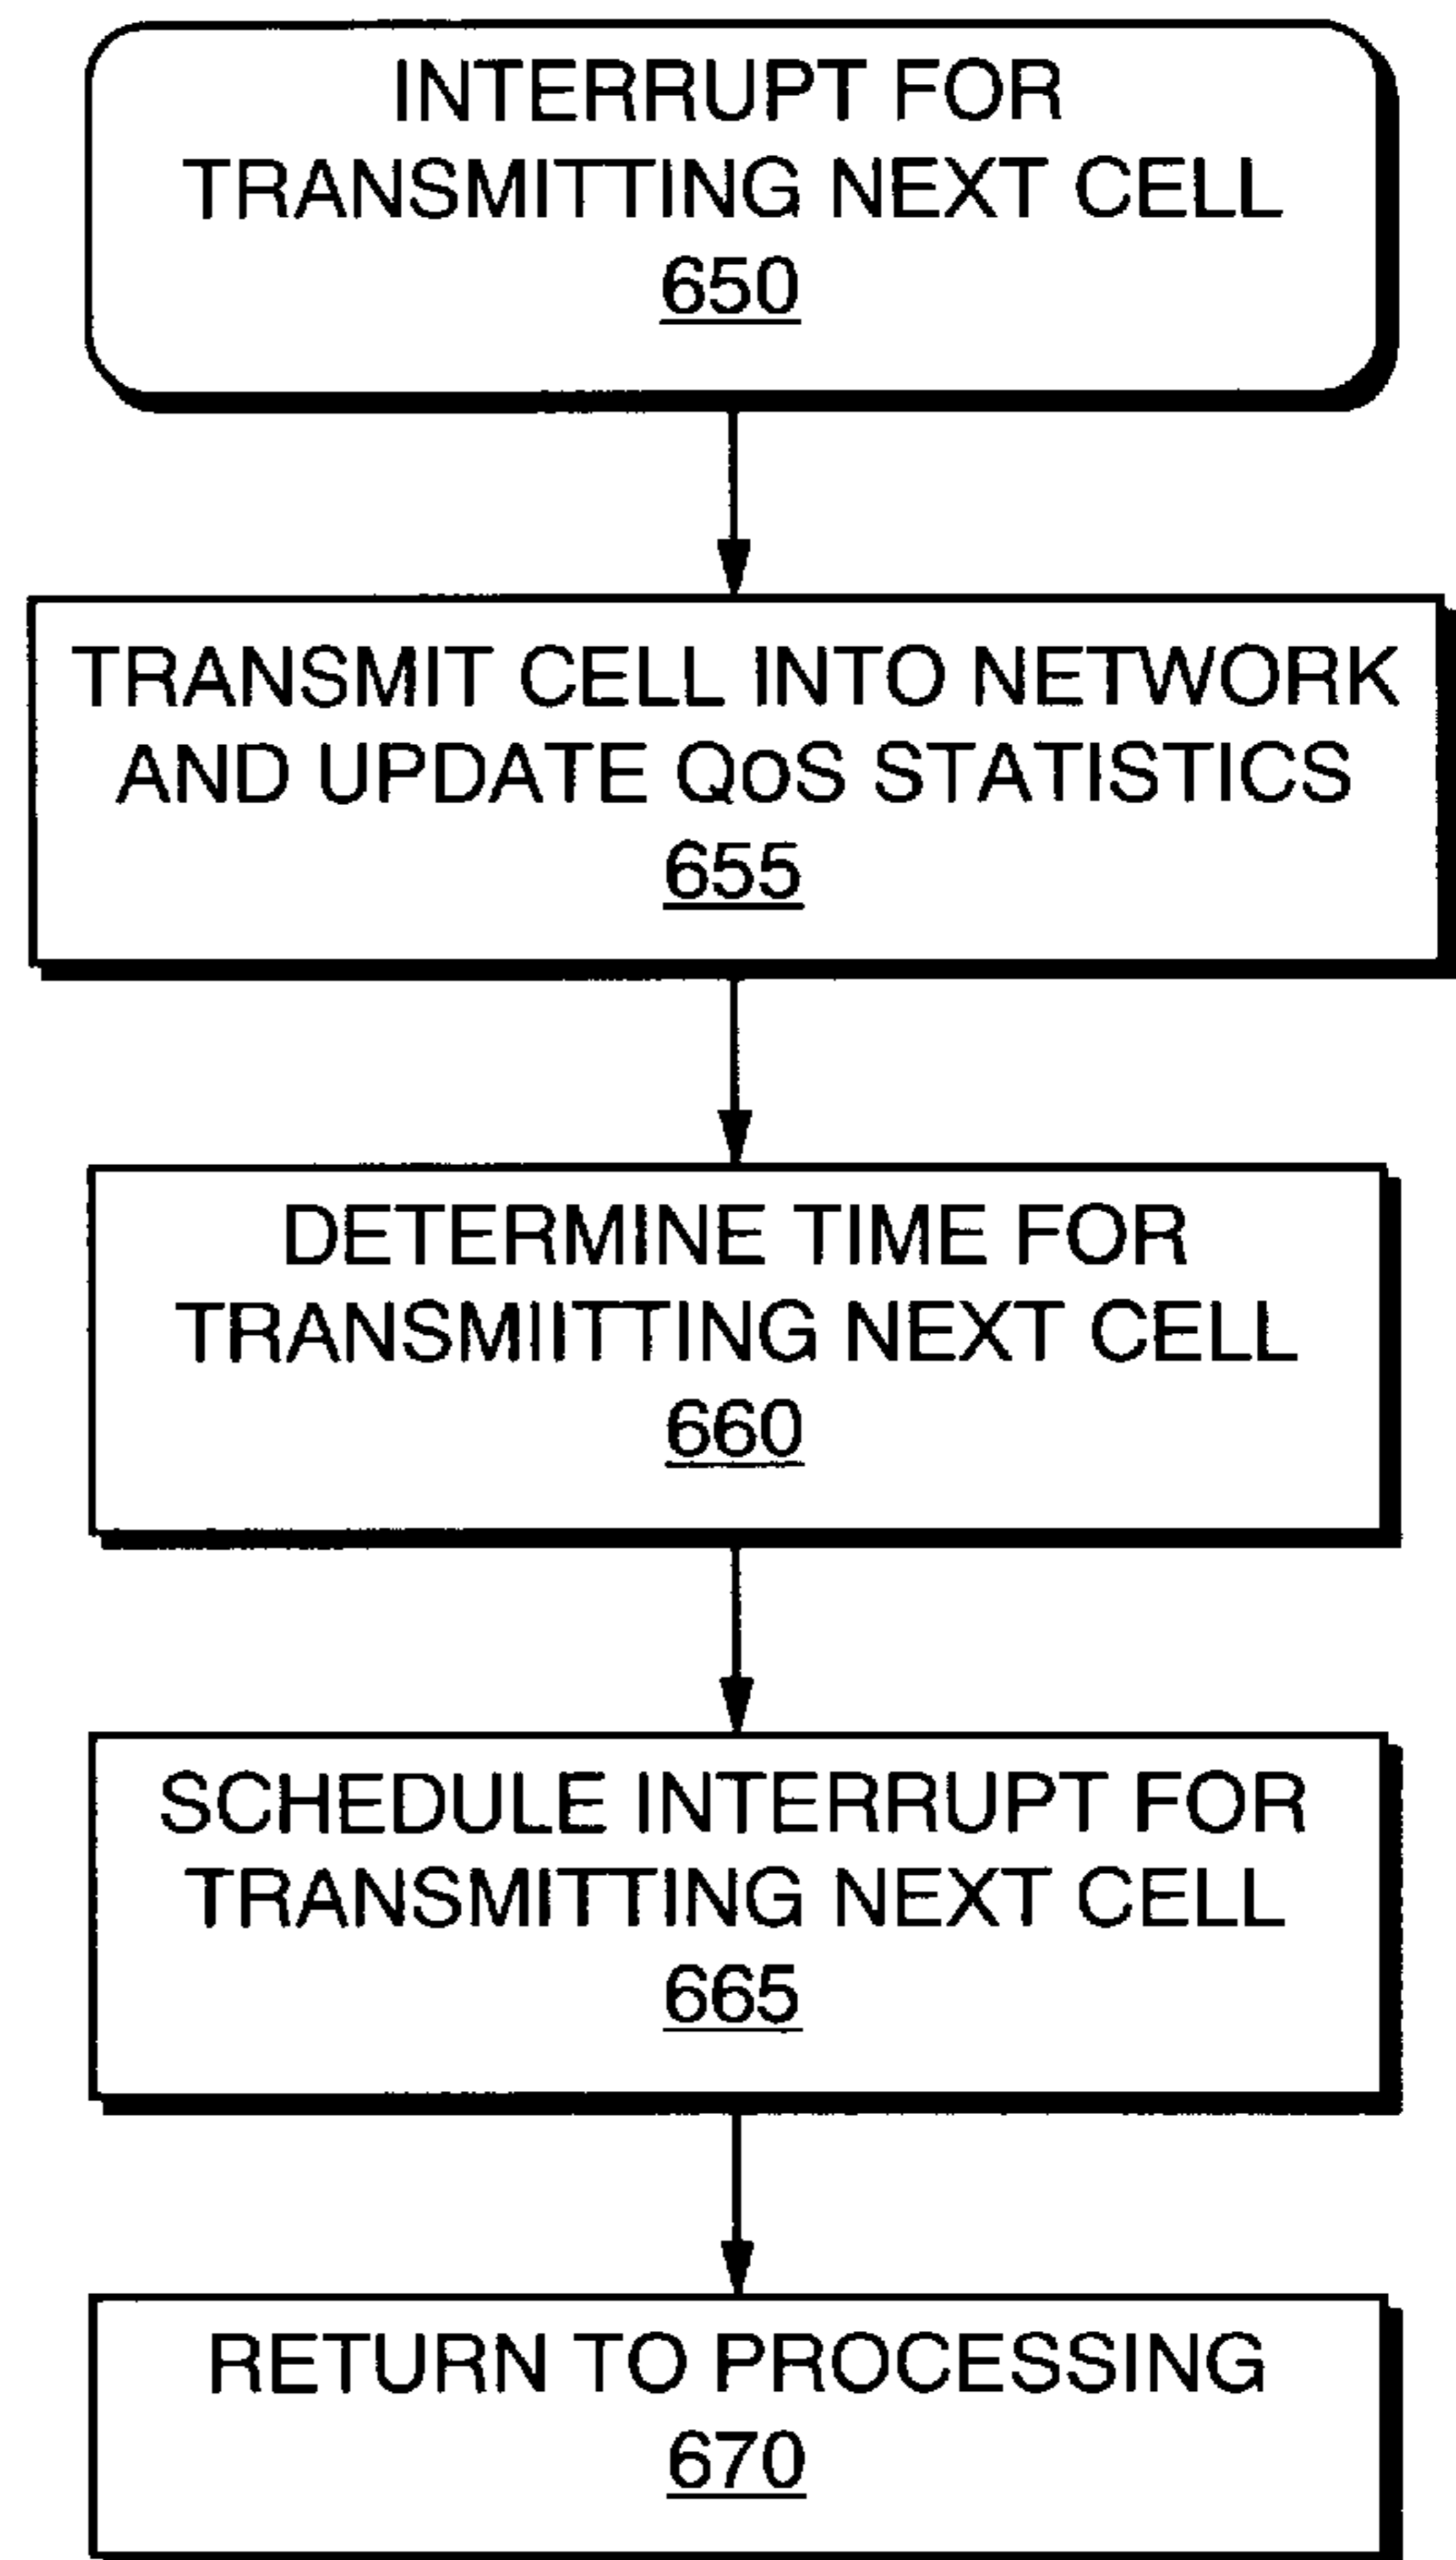 INTERRUPT FOR
TRANSMITTING NEXT CELL
650
TRANSMIT CELL INTO NETWORK
AND UPDATE QoS STATISTICS
655
DETERMINE TIME FOR
TRANSMIITTING NEXT CELL
660
SCHEDULE INTERRUPT FOR
TRANSMITTING NEXT CELL
665
RETURN TO PROCESSING
670